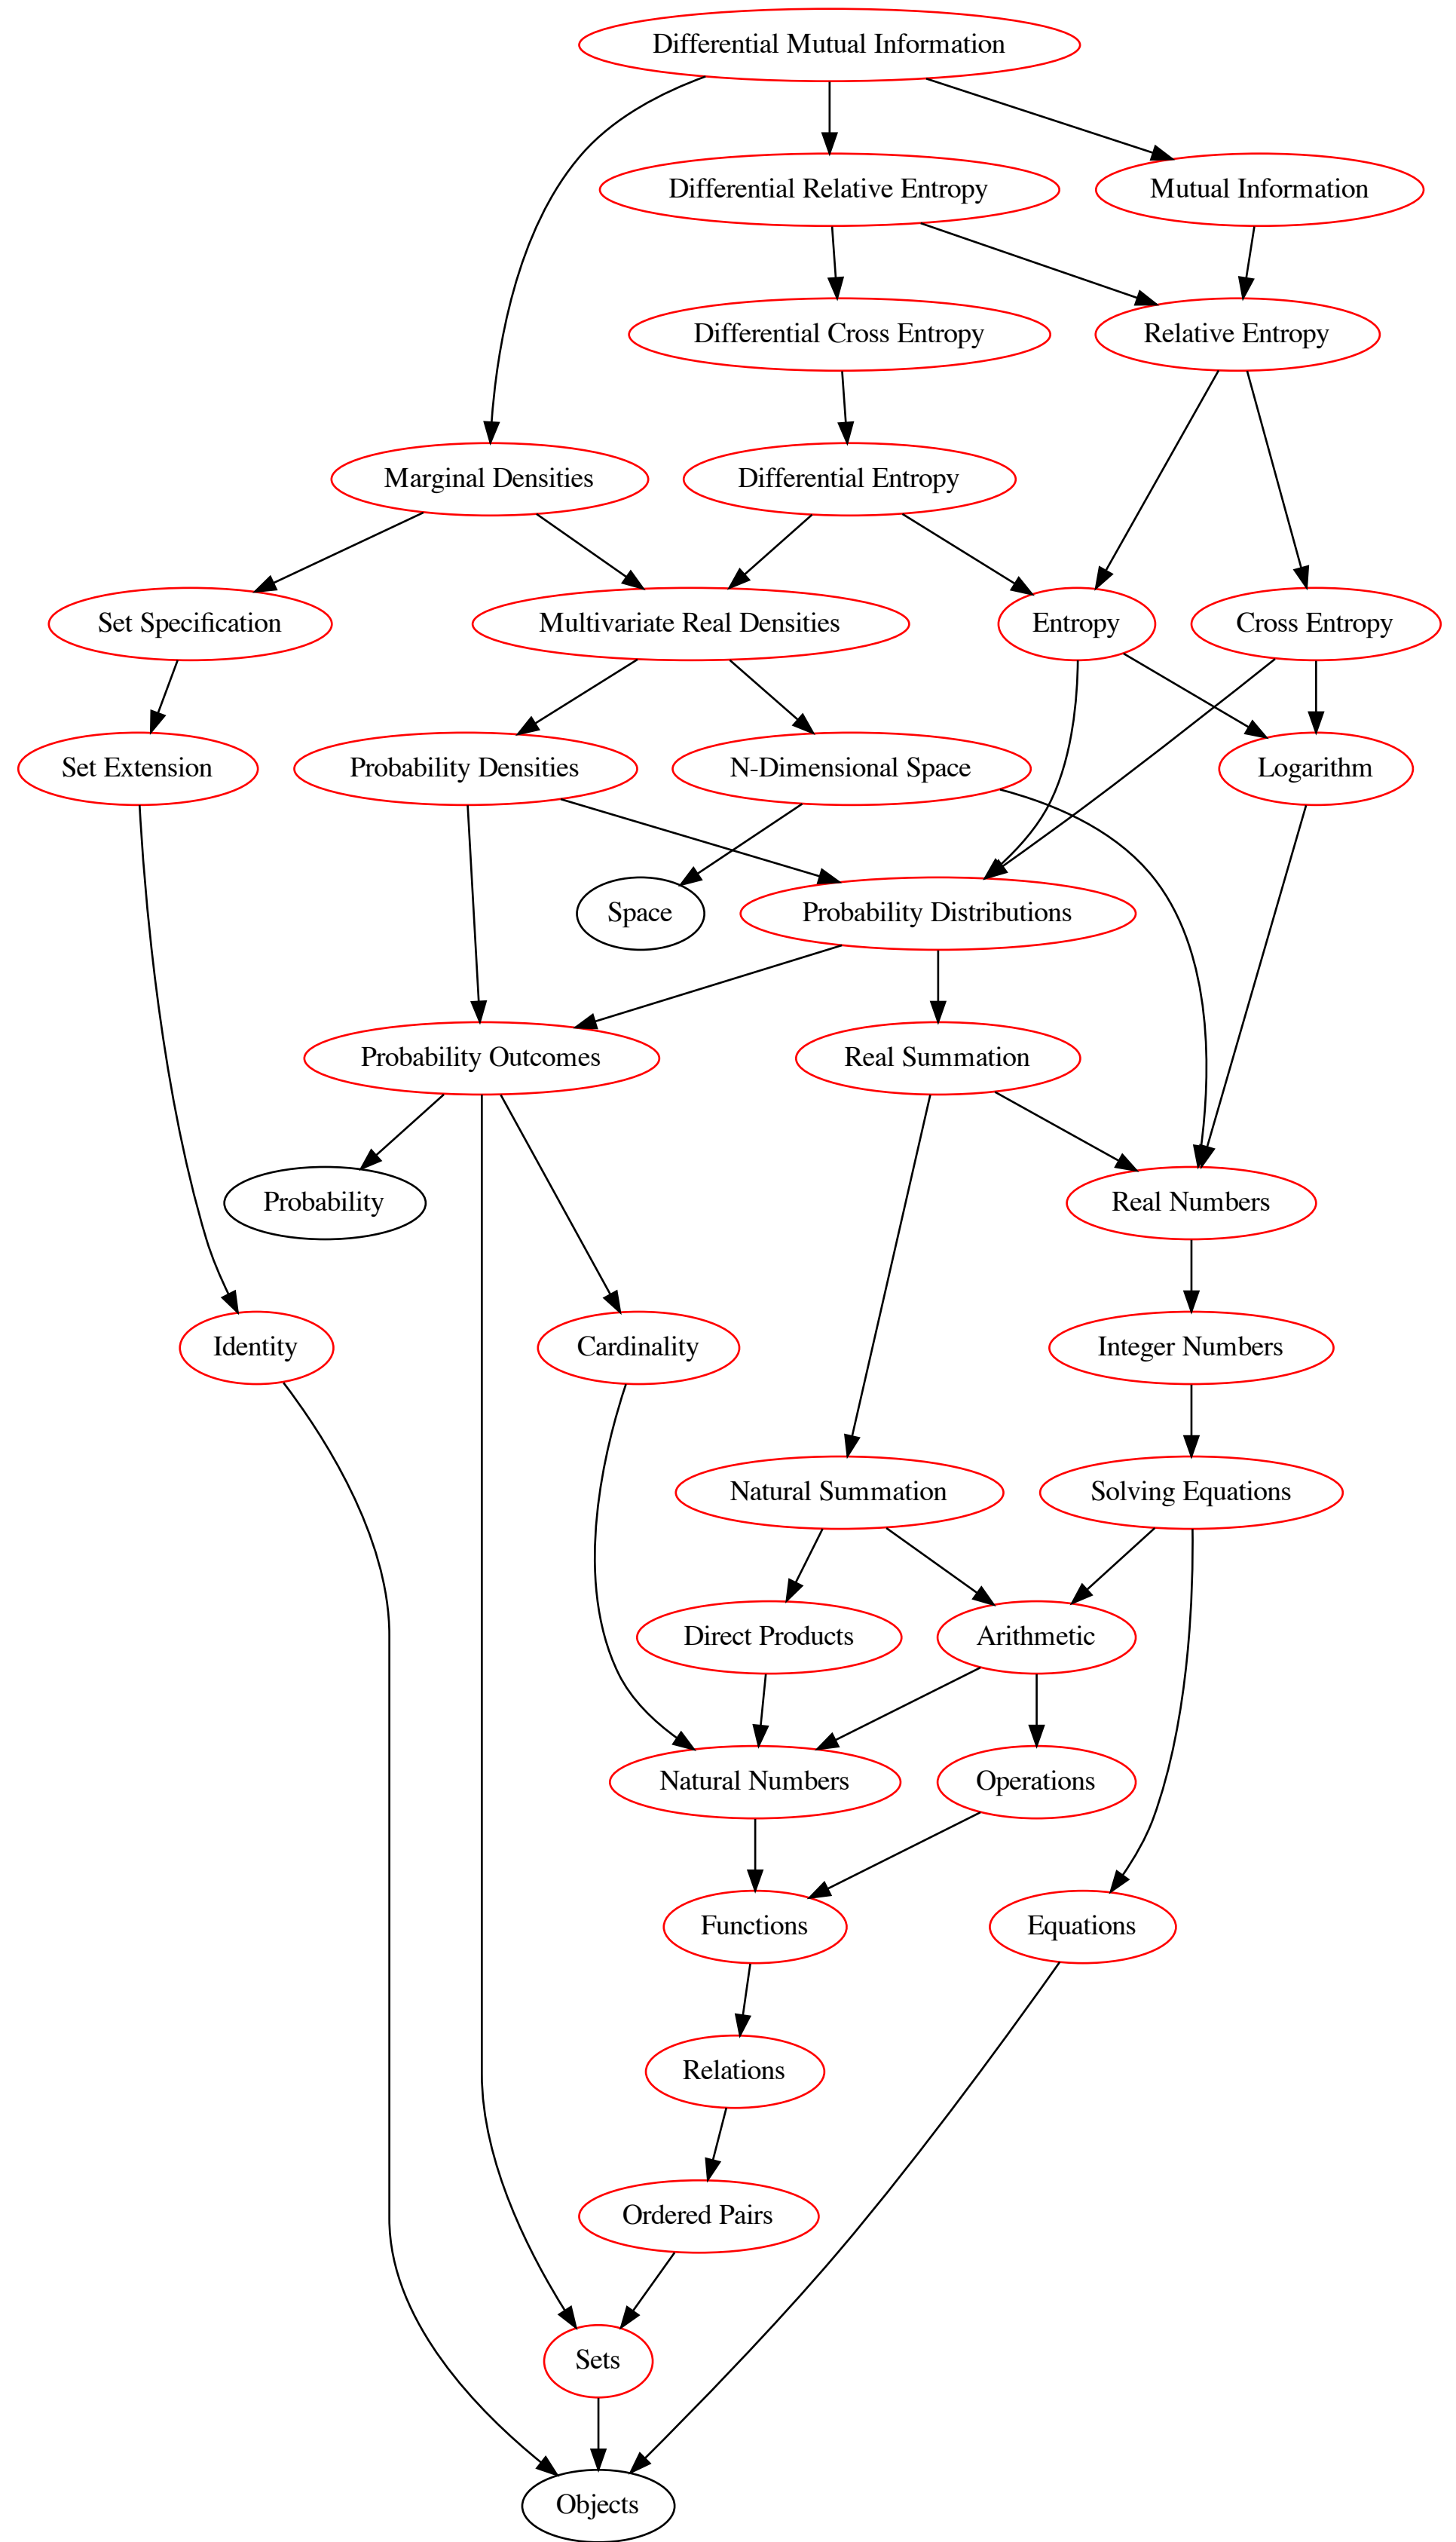 Differential Mutual Information
Differential Relative Entropy
Mutual Information
Differential Cross Entropy
Relative Entropy
Marginal Densities
Differential Entropy
Set Specification
Multivariate Real Densities
Entropy
Cross Entropy
Set Extension
Probability Densities
N-Dimensional Space
Logarithm
Space
Probability Distributions
Probability Outcomes
Real Summation
Probability
Real Numbers
Identity
Cardinality
Integer Numbers
Natural Summation
Solving Equations
Direct Products
Arithmetic
Natural Numbers
Operations
Functions
Equations
Relations
Ordered Pairs
Sets
Objects